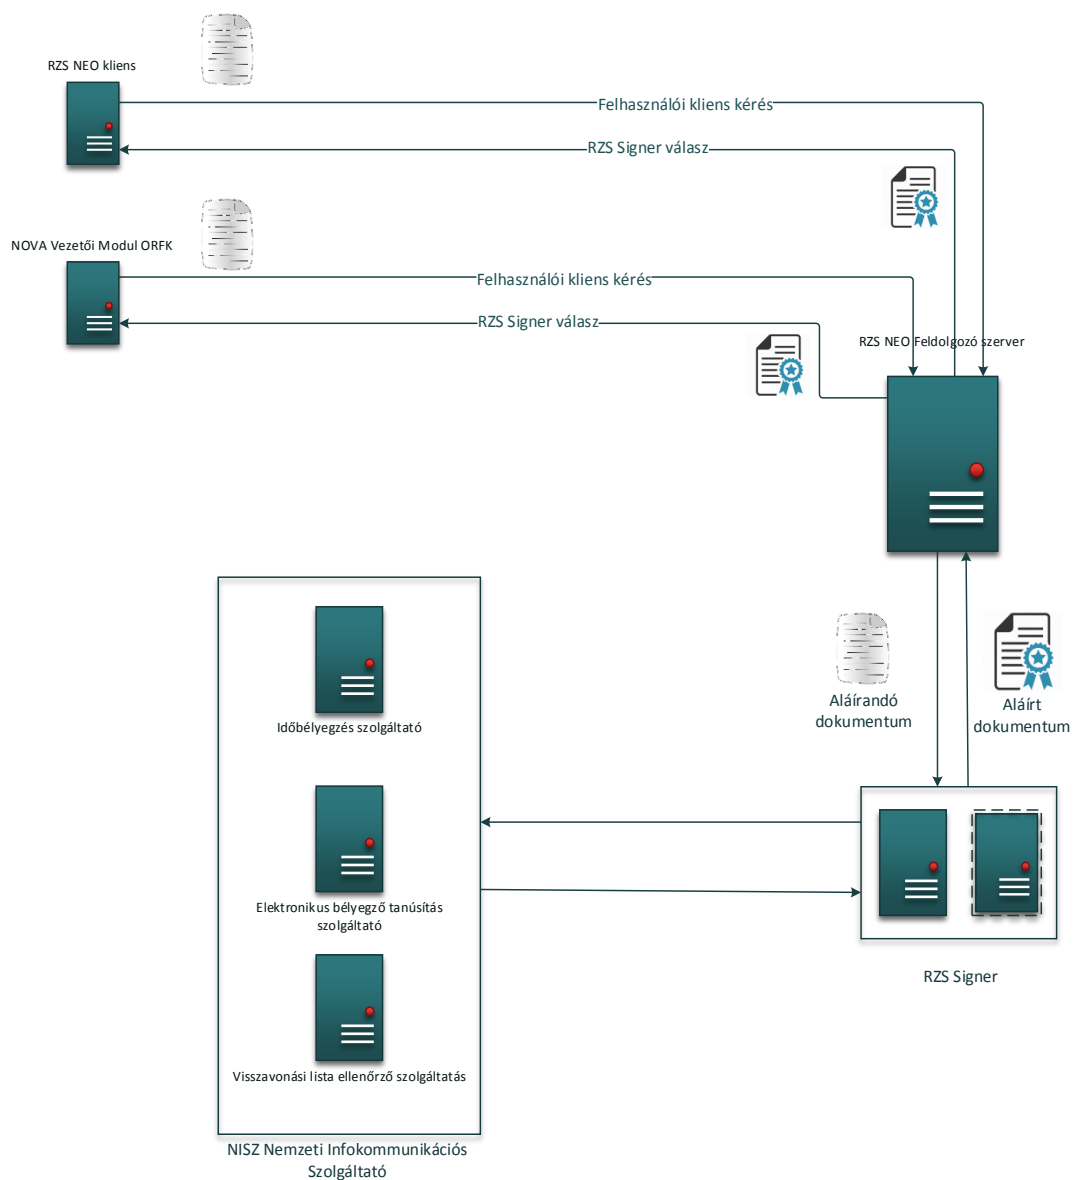 RZS NEO kliens
Felhasználói kliens kérés
RZS Signer válasz
NOVA Vezetői Modul ORFK
Felhasználói kliens kérés
RZS Signer válasz
RZS NEO Feldolgozó szerver
Aláírandó
dokumentum
Aláírt
dokumentum
Időbélyegzés szolgáltató
Elektronikus bélyegző tanúsítás
szolgáltató
RZS Signer
Visszavonási lista ellenőrző szolgáltatás
NISZ Nemzeti Infokommunikációs
Szolgáltató